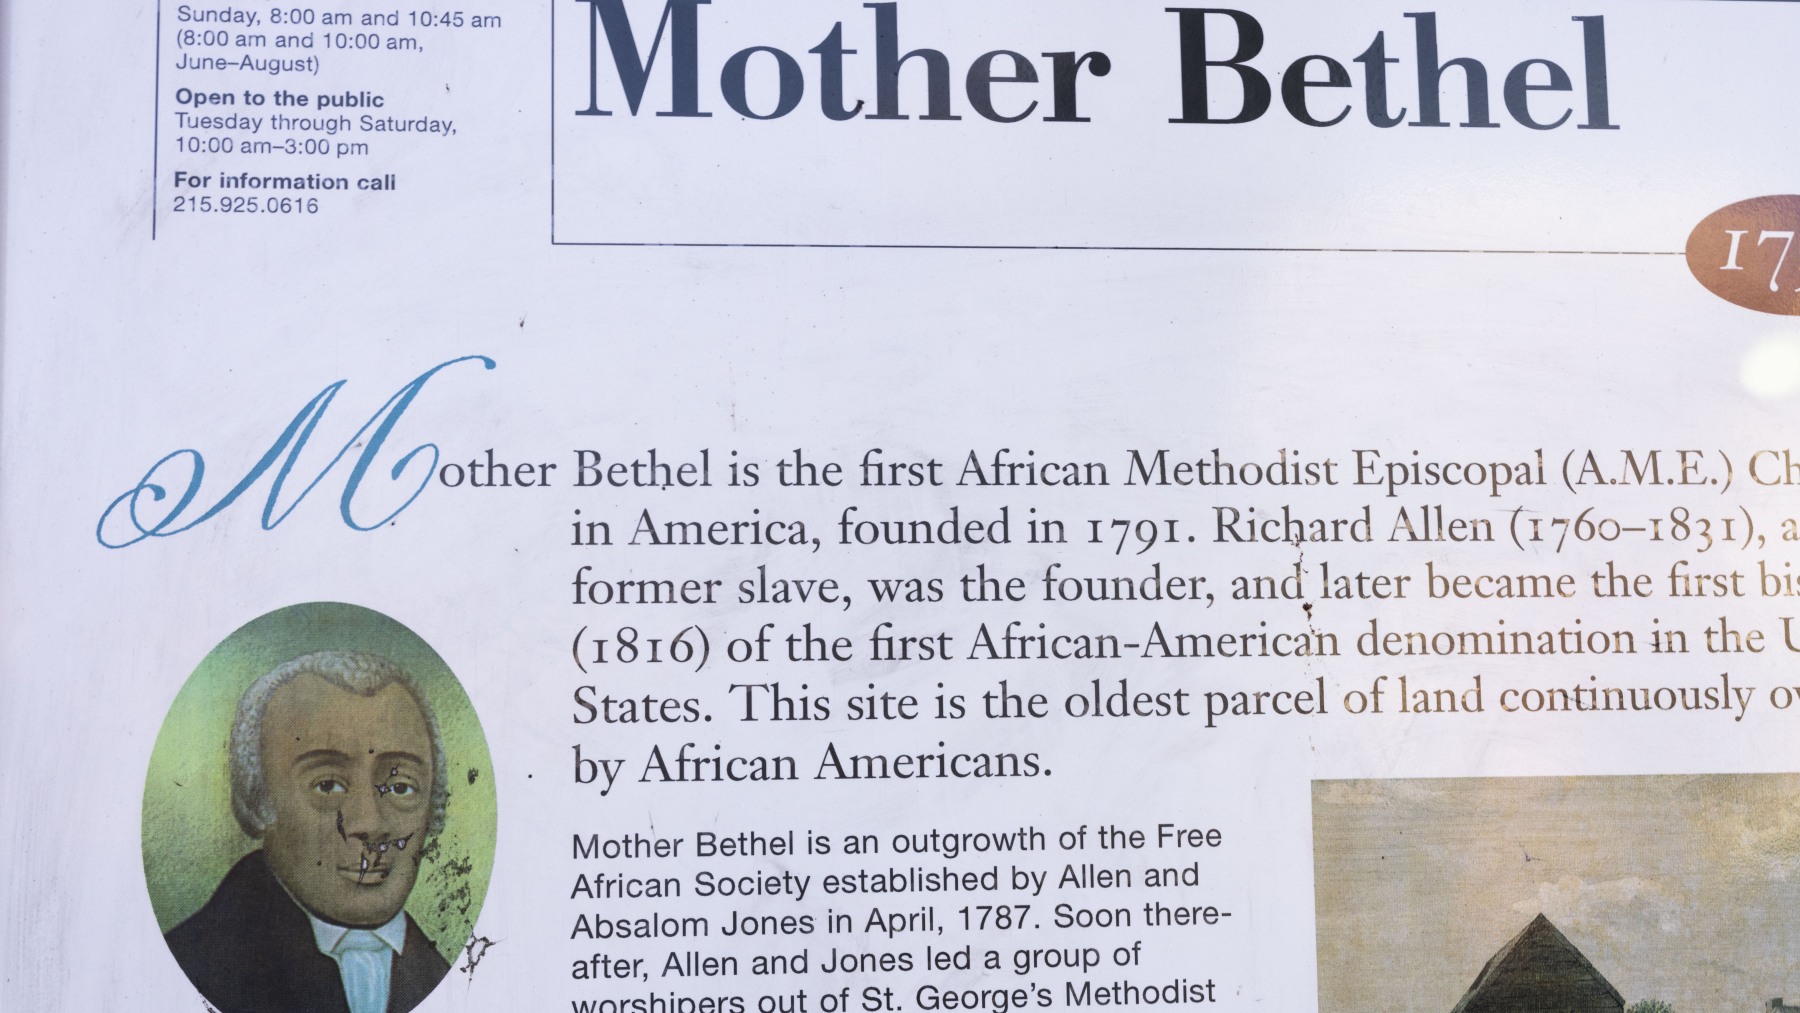 Sunday, 8:00 am and 10:45 am
(8:00 am and 10:00 am,
June–August)
Open to the public
Tuesday through Saturday,
10:00 am–3:00 pm
For information call
215.925.0616
Mother Bethel
Mother Bethel is the first African Methodist Episcopal (A.M.E.)
in America, founded in 1791. Richard Allen (1760–1831), a
former slave, was the founder, and later became the first
(1816) of the first African-American denomination in the
States. This site is the oldest parcel of land continuously
by African Americans.
Mother Bethel is an outgrowth of the Free
African Society established by Allen and
Absalom Jones in April, 1787. Soon there-
after, Allen and Jones led a group of
worshipers out of St. George's Methodist